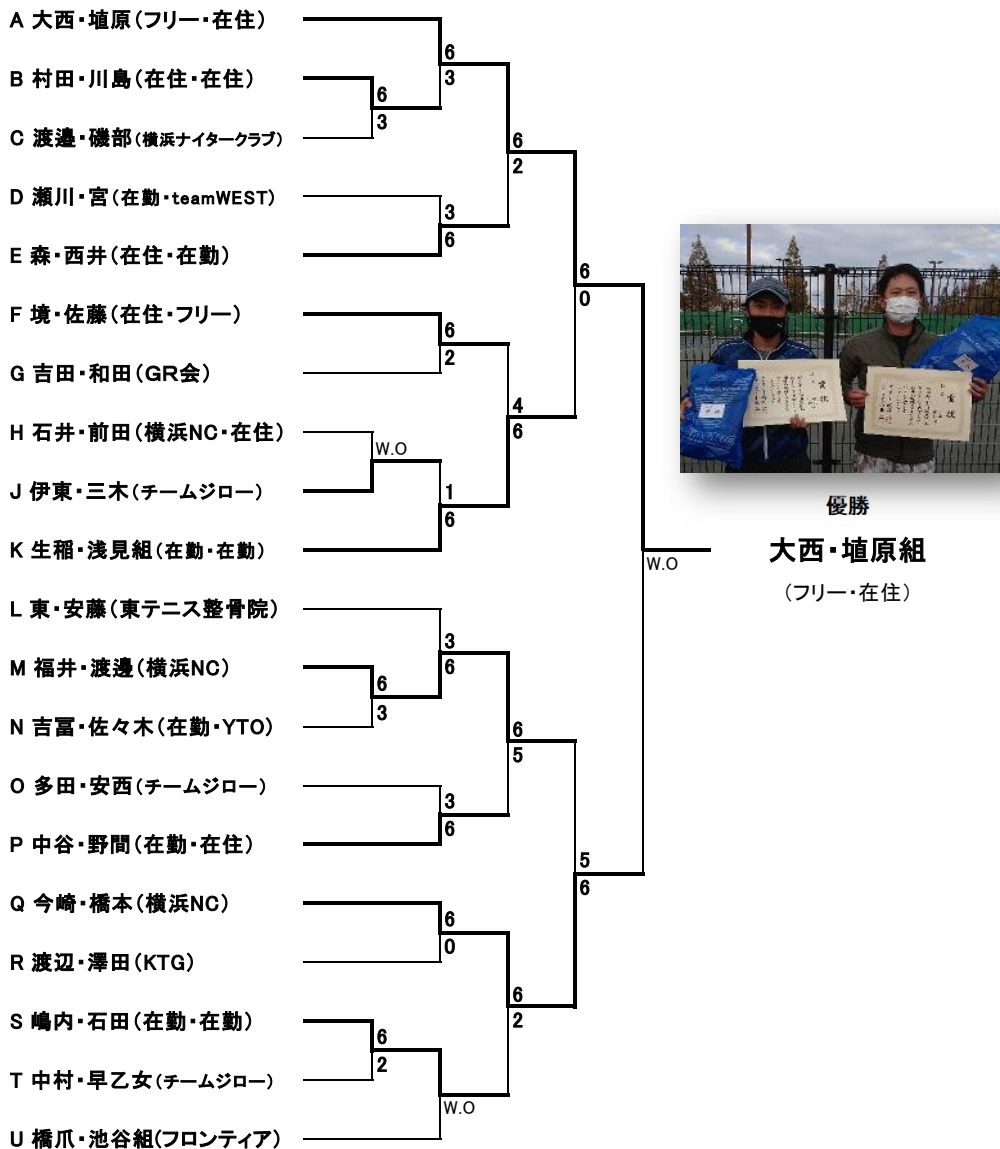 A 大西・埴原(フリー・在住)
6
B 村田・川島(在住・在住)
3
6
3
C 渡邉・磯部(横浜ナイタークラブ)
6
2
D 瀬川・宮(在勤・teamWEST)
3
6
E 森・西井(在住・在勤)
6
0
F 境・佐藤(在住・フリー)
6
2
G 吉田・和田(GR会)
4
6
H 石井・前田(横浜NC・在住)
W.O
J 伊東・三木(チームジロー)
1
6
K 生稲・浅見組(在勤・在勤)
W.O
賞状
賞状
優勝
大西・埴原組
(フリー・在住)
L 東・安藤(東テニス整骨院)
3
6
M 福井・渡邊(横浜NC)
6
3
N 吉冨・佐々木(在勤・YTO)
6
5
O 多田・安西(チームジロー)
3
6
P 中谷・野間(在勤・在住)
5
6
Q 今崎・橋本(横浜NC)
6
0
R 渡辺・澤田(KTG)
6
2
S 嶋内・石田(在勤・在勤)
6
2
T 中村・早乙女(チームジロー)
W.O
U 橋爪・池谷組(フロンティア)